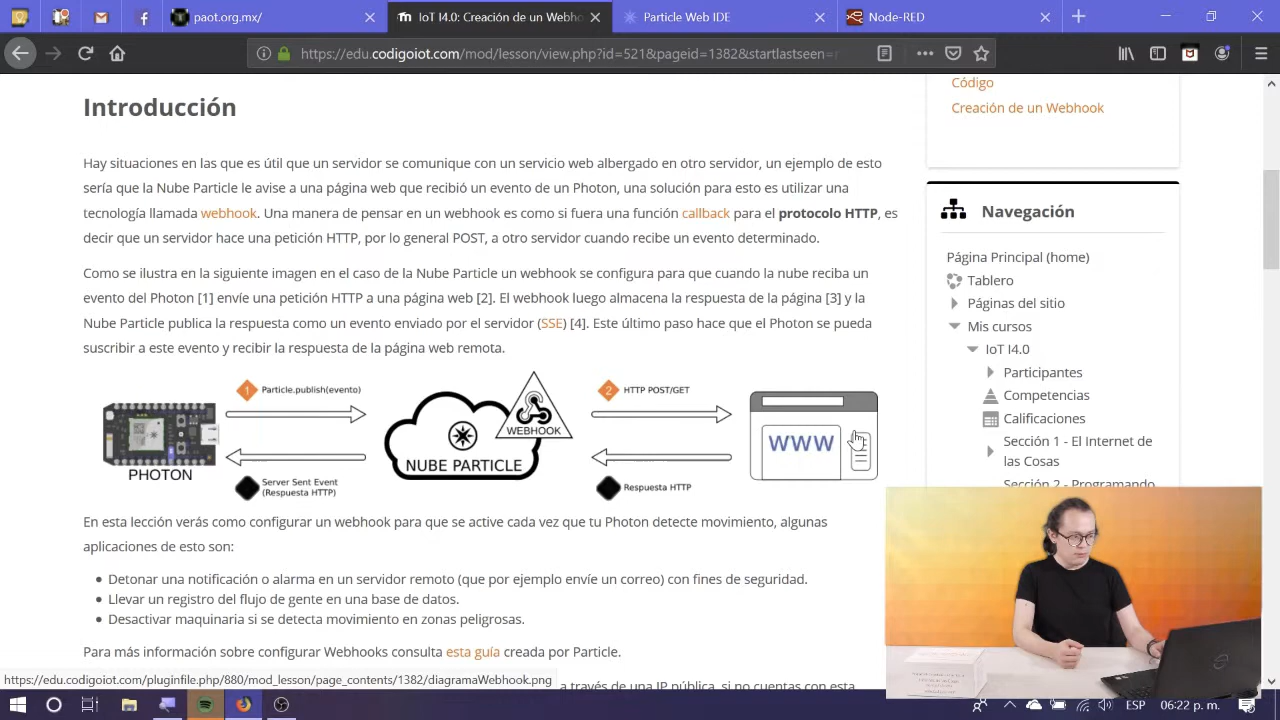 paot.org.mx/
IoT I4.0: Creación de un Webho
Particle Web IDE
Node-RED
https://edu.codigoiot.com/mod/lesson/view.php?id=521&pageid=1382&startlastseen=
Introducción
Hay situaciones en las que es útil que un servidor se comunique con un servicio web albergado en otro servidor, un ejemplo de esto
sería que la Nube Particle le avise a una página web que recibió un evento de un Photon, una solución para esto es utilizar una
tecnología llamada webhook. Una manera de pensar en un webhook es como si fuera una función callback para el protocolo HTTP, es
decir que un servidor hace una petición HTTP, por lo general POST, a otro servidor cuando recibe un evento determinado.
Como se ilustra en la siguiente imagen en el caso de la Nube Particle un webhook se configura para que cuando la nube reciba un
evento del Photon [1] envíe una petición HTTP a una página web [2]. El webhook luego almacena la respuesta de la página [3] y la
Nube Particle publica la respuesta como un evento enviado por el servidor (SSE) [4]. Este último paso hace que el Photon se pueda
suscribir a este evento y recibir la respuesta de la página web remota.
1 Particle.publish(evento)
2 HTTP POST/GET
WEBHOOK
WWW
NUBE PARTICLE
PHOTON
Server Sent Event
(Respuesta HTTP)
Respuesta HTTP
En esta lección verás como configurar un webhook para que se active cada vez que tu Photon detecte movimiento, algunas
aplicaciones de esto son:
Detonar una notificación o alarma en un servidor remoto (que por ejemplo envíe un correo) con fines de seguridad.
Llevar un registro del flujo de gente en una base de datos.
Desactivar maquinaria si se detecta movimiento en zonas peligrosas.
Para más información sobre configurar Webhooks consulta esta guía creada por Particle.
a través de una IP pública, si no cuentas con esta
Código
Creación de un Webhook
Navegación
Página Principal (home)
Tablero
Páginas del sitio
Mis cursos
IoT I4.0
Participantes
Competencias
Calificaciones
Sección 1 - El Internet de
las Cosas
Sección 2 - Programando
https://edu.codigoiot.com/pluginfile.php/880/mod_lesson/page_contents/1382/diagramaWebhook.png
ESP
06:22 p. m.